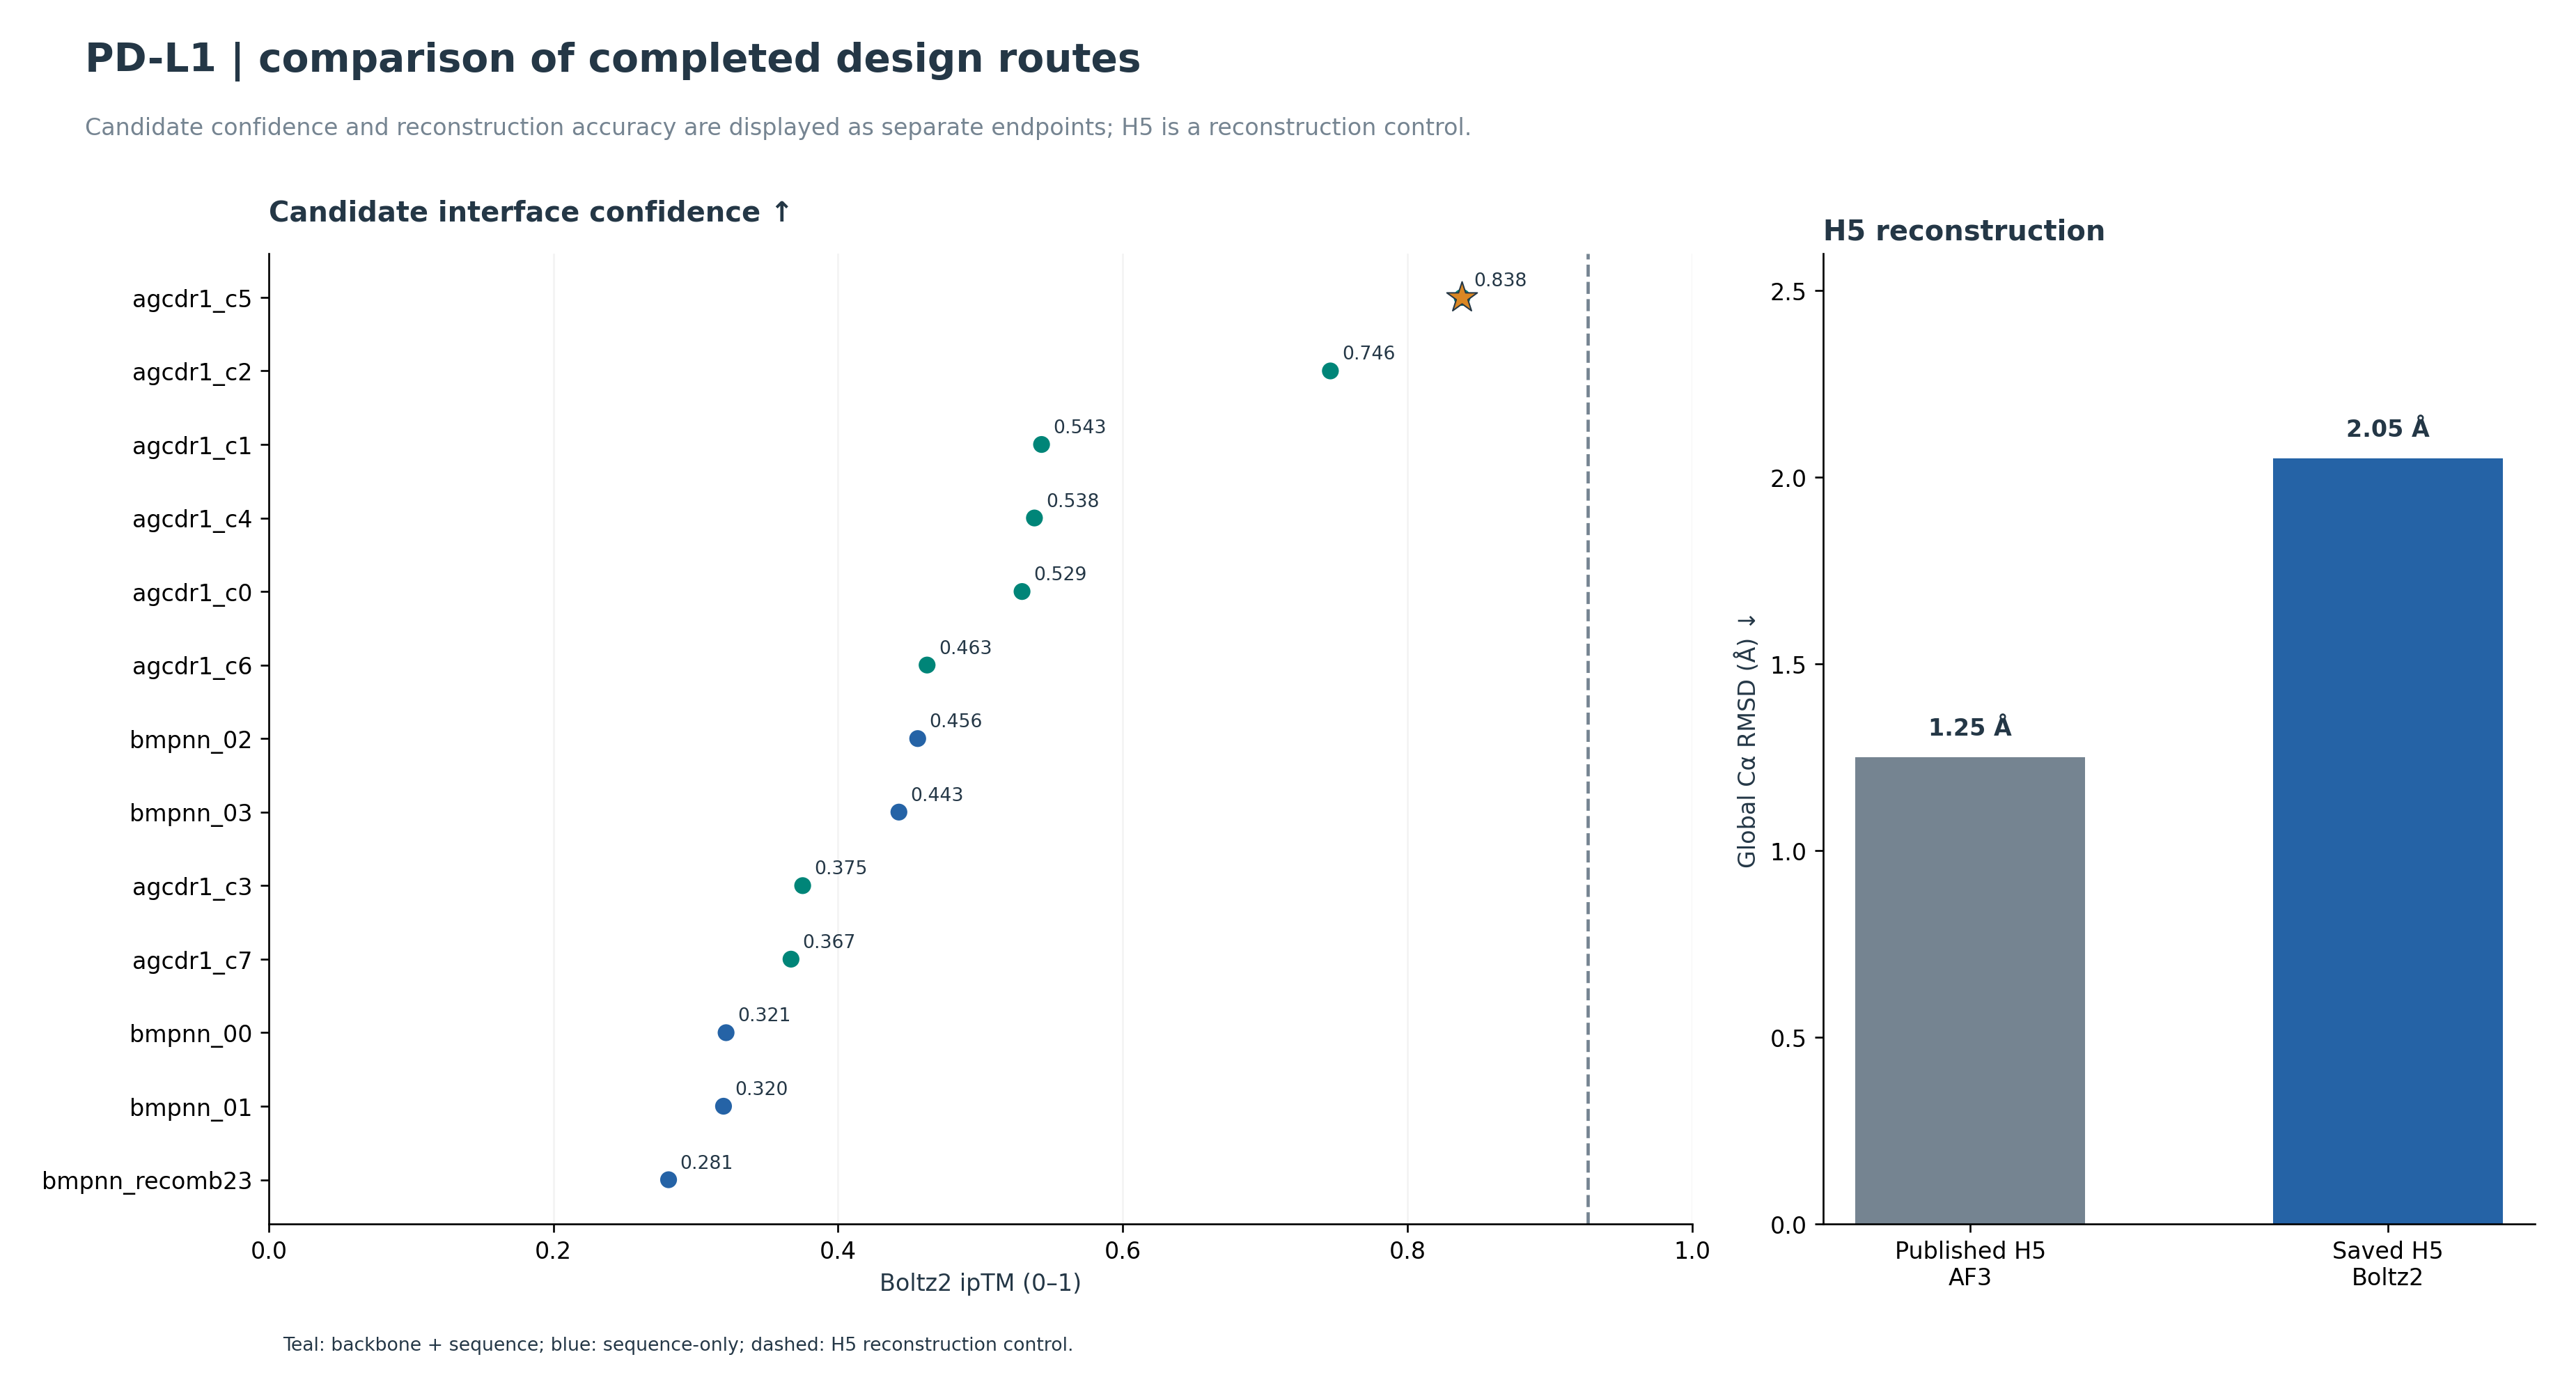 PD-L1 | comparison of completed design routes
Candidate confidence and reconstruction accuracy are displayed as separate endpoints; H5 is a reconstruction control.
Candidate interface confidence ↑
agcdr1_c5
0.838
agcdr1_c2
0.746
agcdr1_c1
0.543
agcdr1_c4
0.538
agcdr1_c0
0.529
agcdr1_c6
0.463
bmpnn_02
0.456
bmpnn_03
0.443
agcdr1_c3
0.375
agcdr1_c7
0.367
bmpnn_00
0.321
bmpnn_01
0.320
bmpnn_recomb23
0.281
0.0 0.2 0.4 0.6 0.8 1.0
Boltz2 ipTM (0–1)
Teal: backbone + sequence; blue: sequence-only; dashed: H5 reconstruction control.
H5 reconstruction
Global Cα RMSD (Å) ↓
2.5
2.0
1.5
1.0
0.5
0.0
1.25 Å
2.05 Å
Published H5
AF3
Saved H5
Boltz2